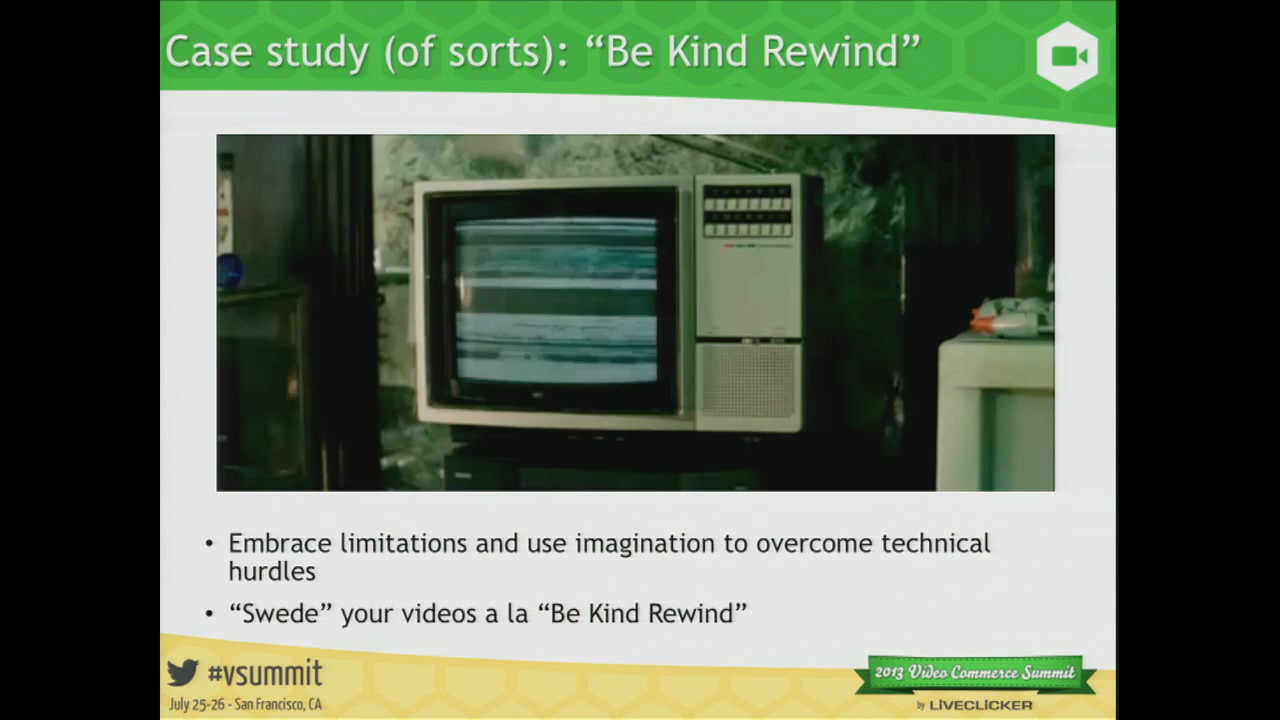 Case study (of sorts): “Be Kind Rewind”
• Embrace limitations and use imagination to overcome technical
hurdles
• “Swede” your videos a la “Be Kind Rewind”
#vsummit
July 25-26 - San Francisco, CA
2013 Video Commerce Summit
by LIVECLICKER